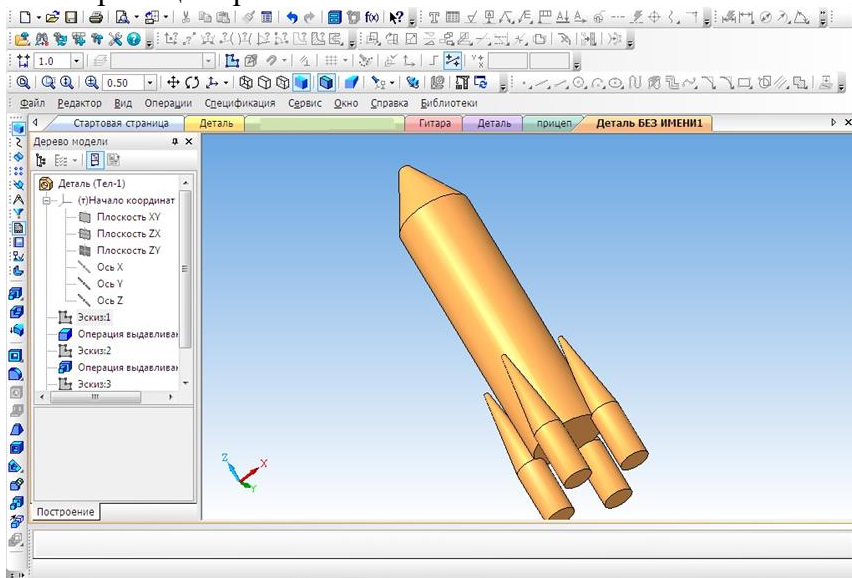 f(x)
1.0
0.50
Файл Редактор Вид Операции Спецификация Сервис Окно Справка Библиотеки
Стартовая страница Деталь Гитара Деталь прицеп Деталь БЕЗ ИМЕНИ1
Дерево модели
Деталь (Тел-1)
(т)Начало координат
Плоскость XY
Плоскость ZX
Плоскость ZY
Ось X
Ось Y
Ось Z
Эскиз:1
Операция выдавливан
Эскиз:2
Операция выдавливан
Эскиз:3
Z
X
Y
Построение